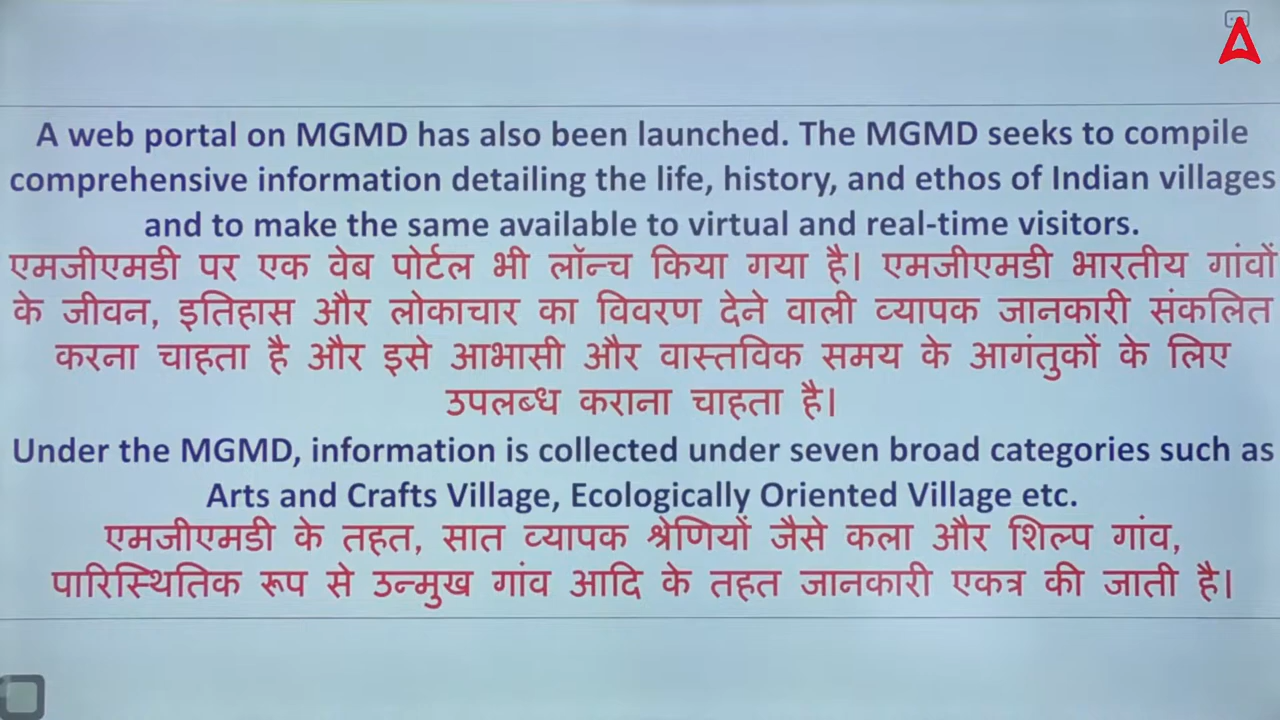 A web portal on MGMD has also been launched. The MGMD seeks to compile
comprehensive information detailing the life, history, and ethos of Indian villages
and to make the same available to virtual and real-time visitors.
एमजीएमडी पर एक वेब पोर्टल भी लॉन्च किया गया है। एमजीएमडी भारतीय गांवों
के जीवन, इतिहास और लोकाचार का विवरण देने वाली व्यापक जानकारी संकलित
करना चाहता है और इसे आभासी और वास्तविक समय के आगंतुकों के लिए
उपलब्ध कराना चाहता है।
Under the MGMD, information is collected under seven broad categories such as
Arts and Crafts Village, Ecologically Oriented Village etc.
एमजीएमडी के तहत, सात व्यापक श्रेणियों जैसे कला और शिल्प गांव,
पारिस्थितिक रूप से उन्मुख गांव आदि के तहत जानकारी एकत्र की जाती है।